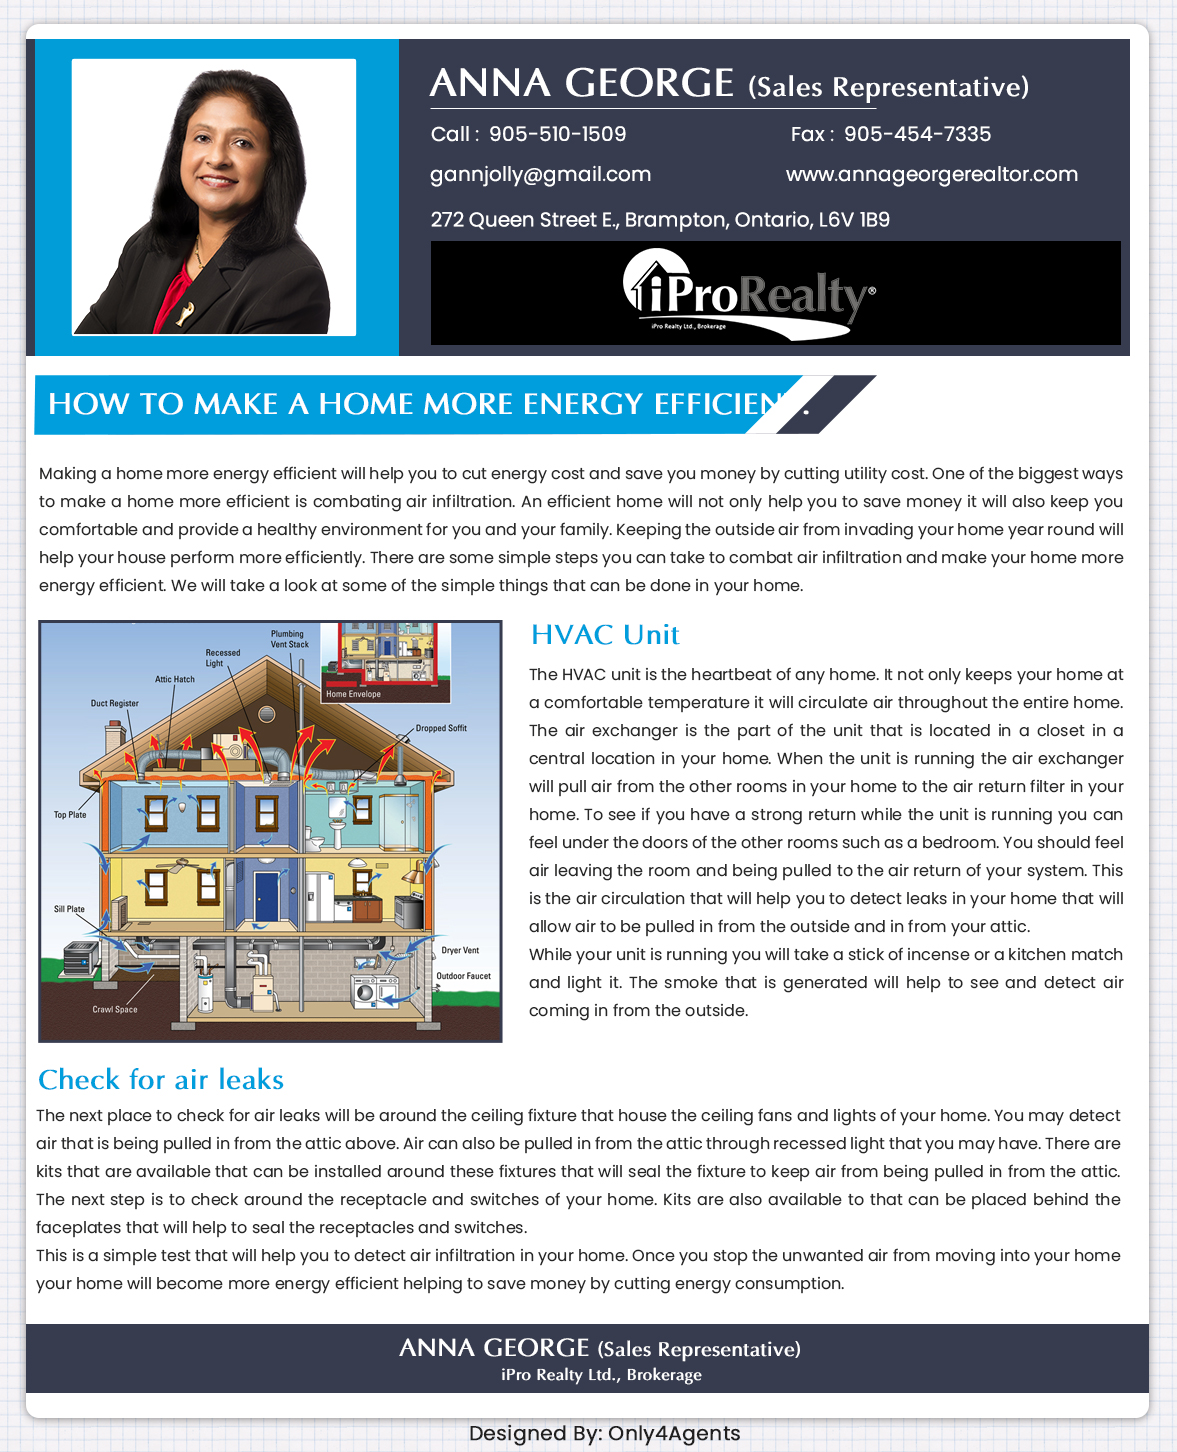 ANNA GEORGE (Sales Representative)
Call : 905-510-1509
Fax : 905-454-7335
gannjolly@gmail.com
www.annageorgerealtor.com
272 Queen Street E., Brampton, Ontario, L6V 1B9
iProRealty®
iPro Realty Ltd., Brokerage
HOW TO MAKE A HOME MORE ENERGY EFFICIENT.
Making a home more energy efficient will help you to cut energy cost and save you money by cutting utility cost. One of the biggest ways
to make a home more efficient is combating air infiltration. An efficient home will not only help you to save money it will also keep you
comfortable and provide a healthy environment for you and your family. Keeping the outside air from invading your home year round will
help your house perform more efficiently. There are some simple steps you can take to combat air infiltration and make your home more
energy efficient. We will take a look at some of the simple things that can be done in your home.
Plumbing
Vent Stack
Recessed
Light
Attic Hatch
Duct Register
Home Envelope
Dropped Soffit
Top Plate
Sill Plate
Dryer Vent
Outdoor Faucet
Crawl Space
HVAC Unit
The HVAC unit is the heartbeat of any home. It not only keeps your home at
a comfortable temperature it will circulate air throughout the entire home.
The air exchanger is the part of the unit that is located in a closet in a
central location in your home. When the unit is running the air exchanger
will pull air from the other rooms in your home to the air return filter in your
home. To see if you have a strong return while the unit is running you can
feel under the doors of the other rooms such as a bedroom. You should feel
air leaving the room and being pulled to the air return of your system. This
is the air circulation that will help you to detect leaks in your home that will
allow air to be pulled in from the outside and in from your attic.
While your unit is running you will take a stick of incense or a kitchen match
and light it. The smoke that is generated will help to see and detect air
coming in from the outside.
Check for air leaks
The next place to check for air leaks will be around the ceiling fixture that house the ceiling fans and lights of your home. You may detect
air that is being pulled in from the attic above. Air can also be pulled in from the attic through recessed light that you may have. There are
kits that are available that can be installed around these fixtures that will seal the fixture to keep air from being pulled in from the attic.
The next step is to check around the receptacle and switches of your home. Kits are also available to that can be placed behind the
faceplates that will help to seal the receptacles and switches.
This is a simple test that will help you to detect air infiltration in your home. Once you stop the unwanted air from moving into your home
your home will become more energy efficient helping to save money by cutting energy consumption.
ANNA GEORGE (Sales Representative)
iPro Realty Ltd., Brokerage
Designed By: Only4Agents